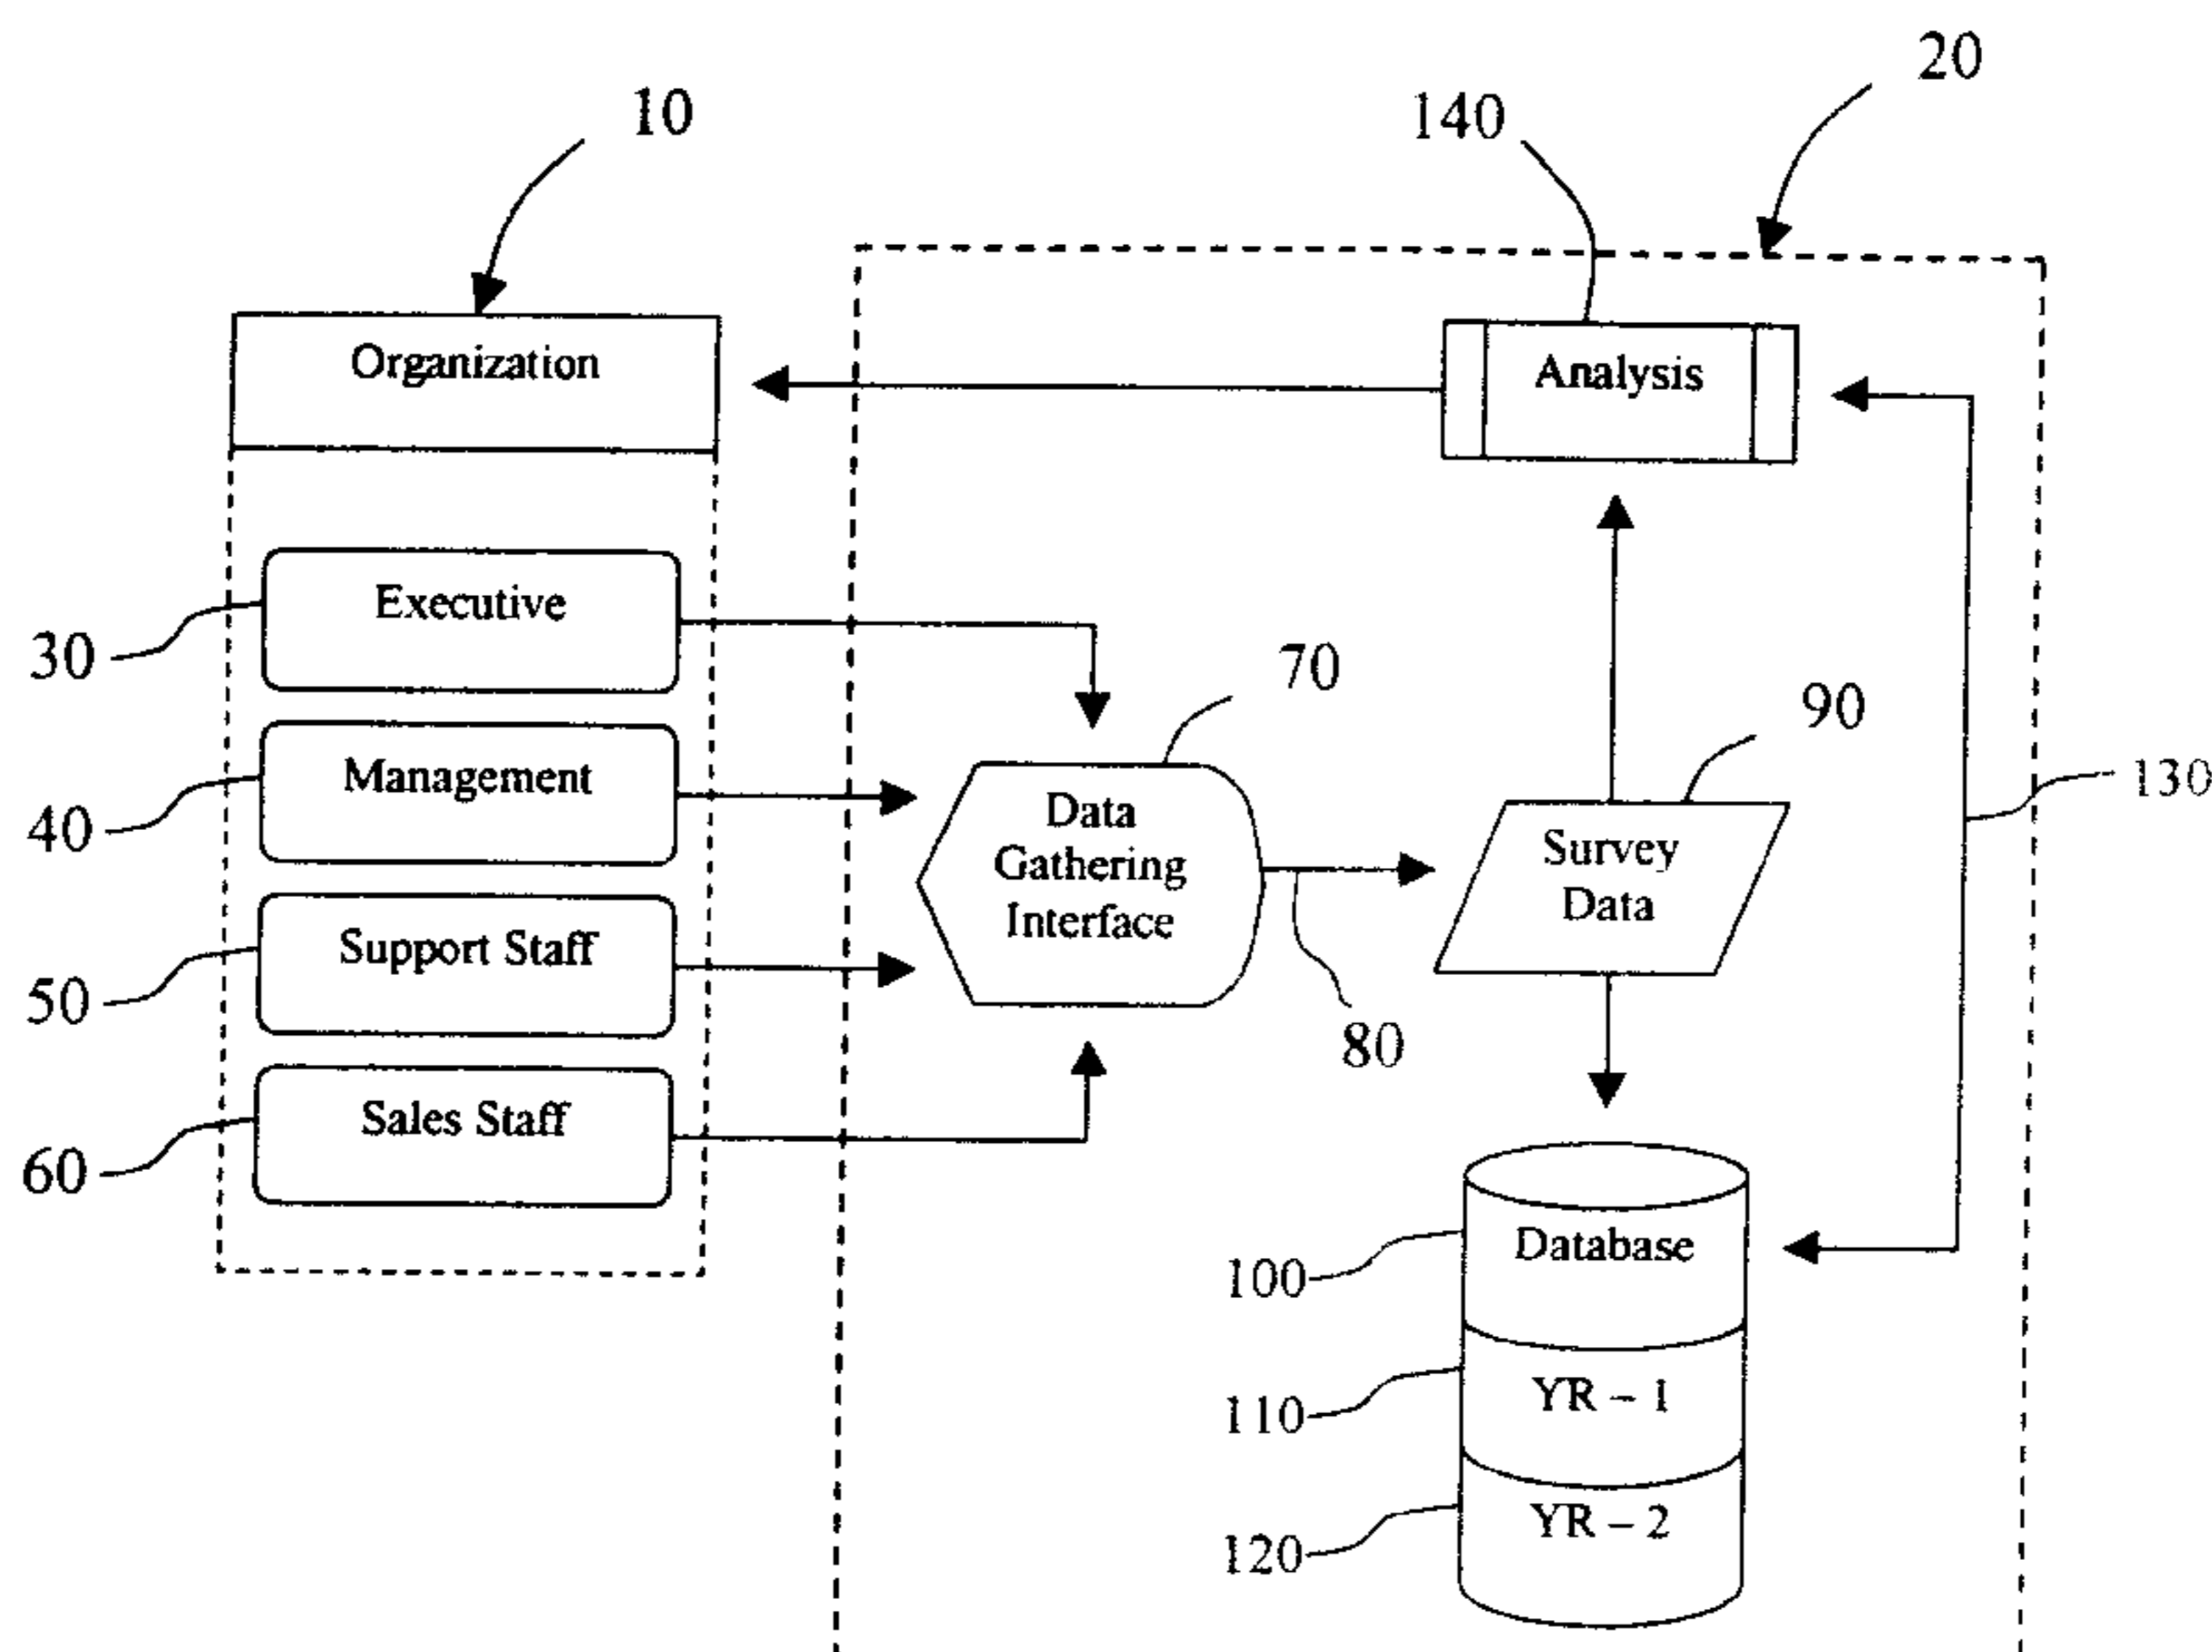 20
10
140
Organization
Analysis
Executive
30
70
90
Management
40
130
Data
Gathering
Interface
Survey
Data
Support Staff
50
80
Sales Staff
60
Database
100
YR – 1
110
YR – 2
120